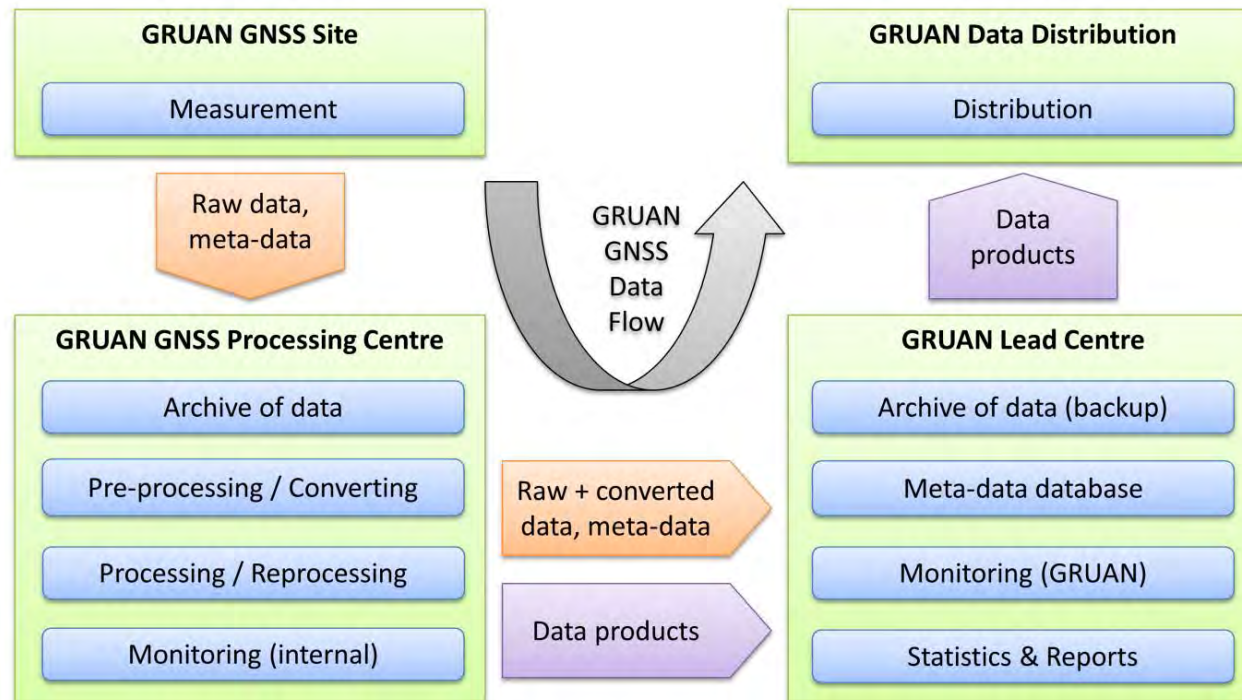 GRUAN GNSS Site
Measurement
Raw data,
meta-data
GRUAN GNSS Processing Centre
Archive of data
Pre-processing / Converting
Processing / Reprocessing
Monitoring (internal)
GRUAN
GNSS
Data
Flow
Raw + converted
data, meta-data
Data products
GRUAN Data Distribution
Distribution
Data
products
GRUAN Lead Centre
Archive of data (backup)
Meta-data database
Monitoring (GRUAN)
Statistics & Reports